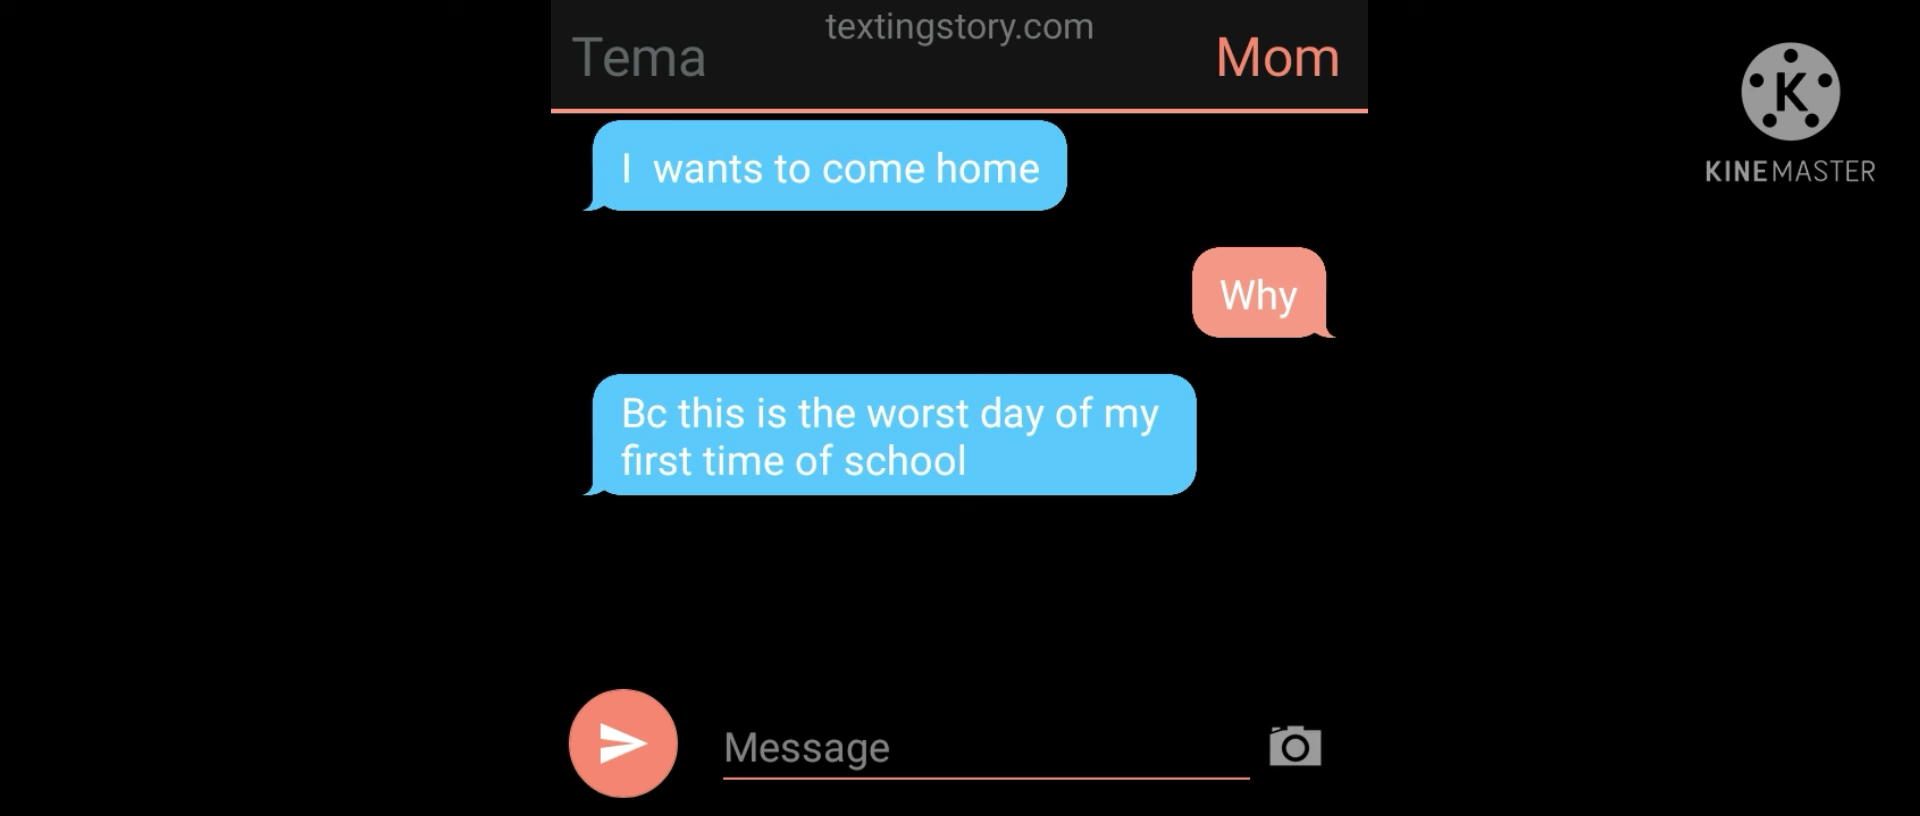 textingstory.com
Tema
Mom
K
KINEMASTER
I wants to come home
Why
Bc this is the worst day of my
first time of school
Message